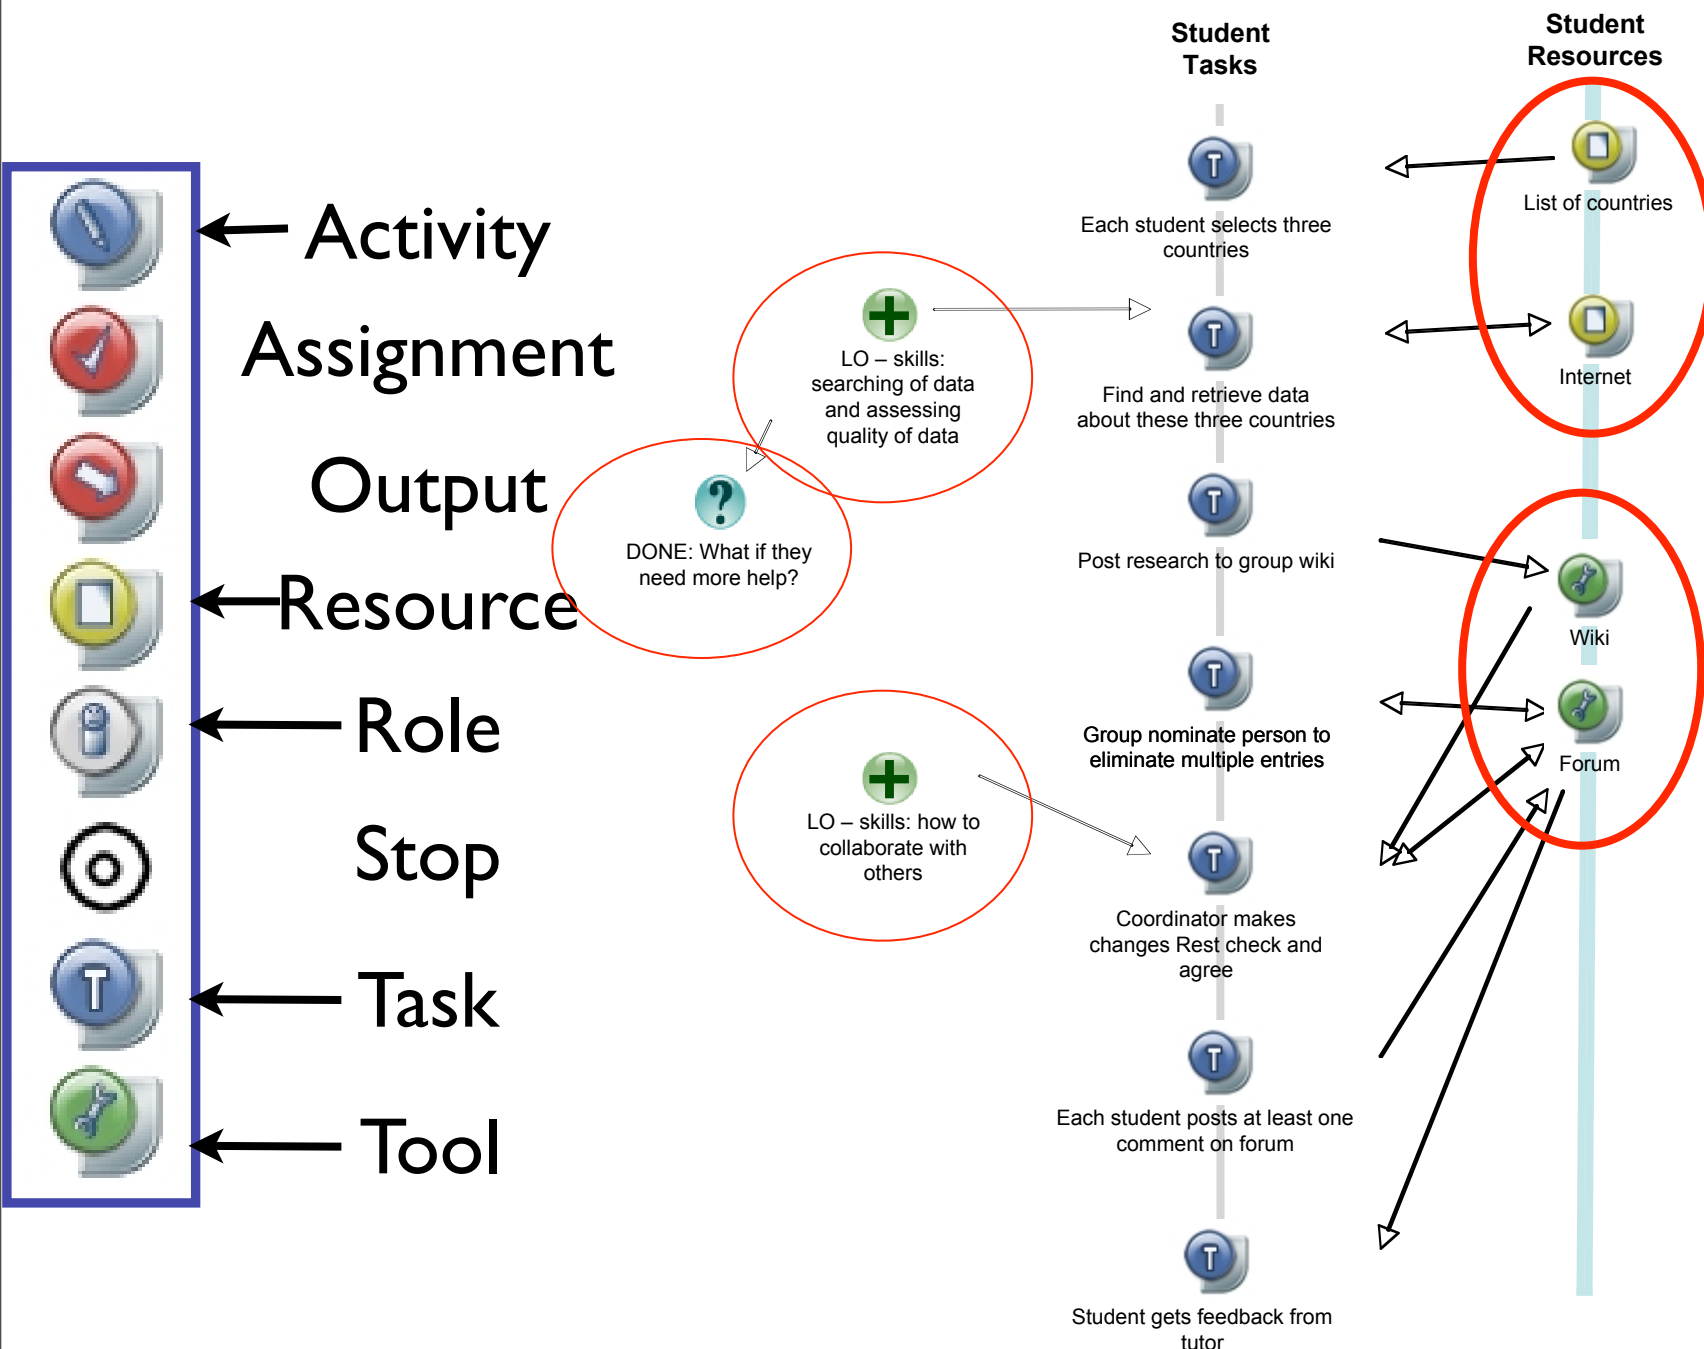 Activity
Assignment
Output
Resource
Role
Stop
Task
Tool
LO – skills:
searching of data
and assessing
quality of data
DONE: What if they
need more help?
LO – skills: how to
collaborate with
others
Student
Tasks
Each student selects three
countries
Find and retrieve data
about these three countries
Post research to group wiki
Group nominate person to
eliminate multiple entries
Coordinator makes
changes Rest check and
agree
Each student posts at least one
comment on forum
Student gets feedback from
tutor
Student
Resources
List of countries
Internet
Wiki
Forum